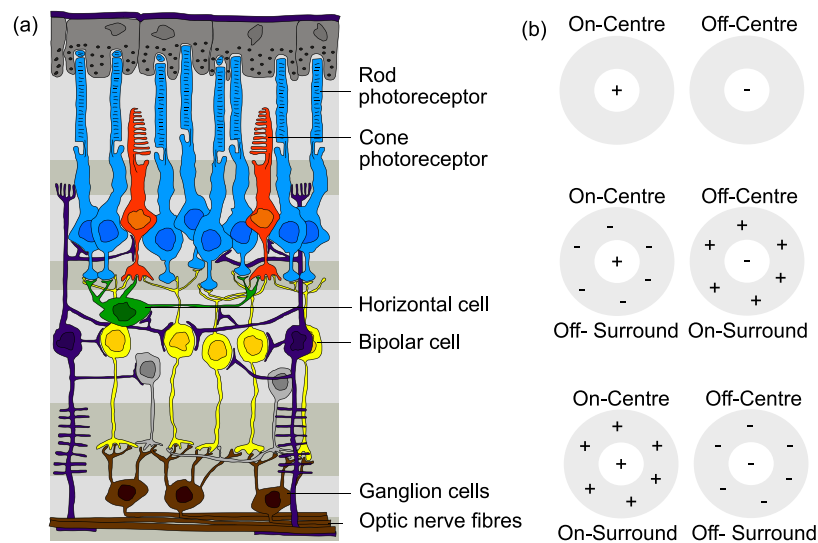 (a)
Rod
photoreceptor
Cone
photoreceptor
Horizontal cell
Bipolar cell
Ganglion cells
Optic nerve fibres
(b)
On-Centre Off-Centre
+ -
On-Centre Off-Centre
- +
- - + +
+ -
- - + +
- +
Off- Surround On-Surround
On-Centre Off-Centre
+ -
+ + - -
+ -
+ + - -
+ -
On-Surround Off- Surround